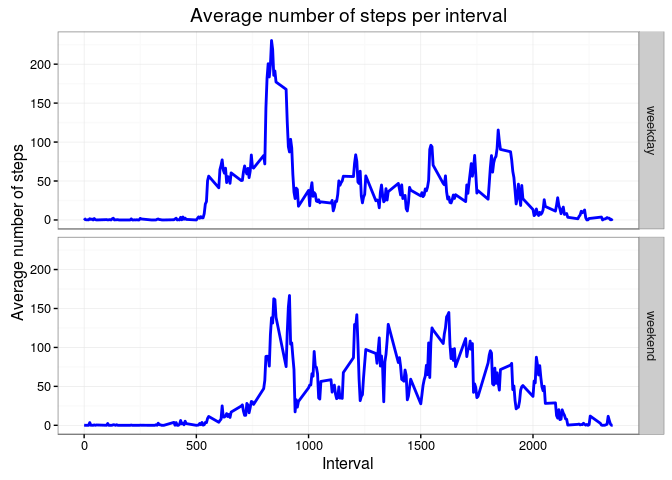 Average number of steps per interval
Average number of steps
200
150
100
50
0
weekday
200
150
100
50
0
weekend
0 500 1000 1500 2000
Interval